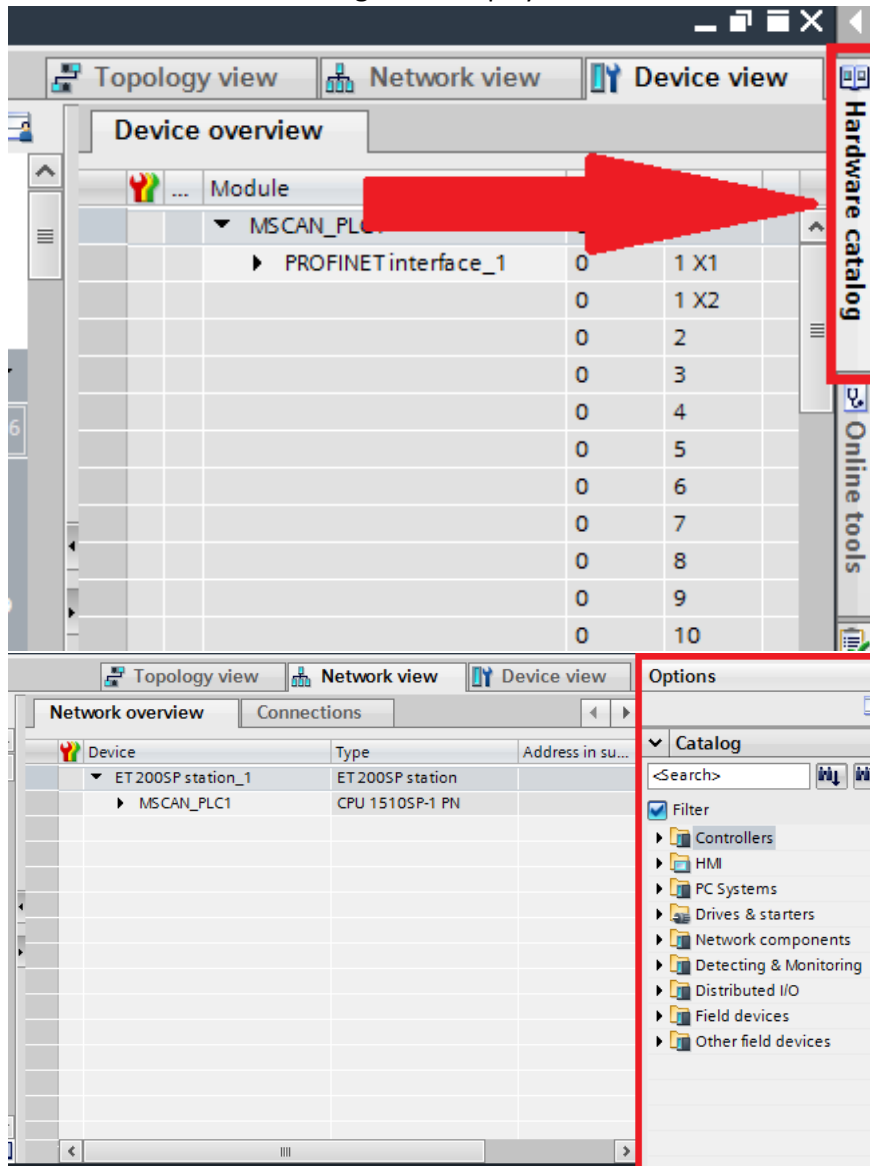 Topology view Network view Device view
Device overview
... Module
MSCAN_PLC1
PROFINET interface_1 0 1 X1
0 1 X2
0 2
0 3
0 4
6
0 5
0 6
0 7
0 8
0 9
0 10
Hardware catalog
Online tools
Topology view Network view Device view
Network overview Connections
Device Type Address in su...
ET 200SP station_1 ET 200SP station
MSCAN_PLC1 CPU 1510SP-1 PN
Options
Catalog
<Search>
Filter
Controllers
HMI
PC Systems
Drives & starters
Network components
Detecting & Monitoring
Distributed I/O
Field devices
Other field devices